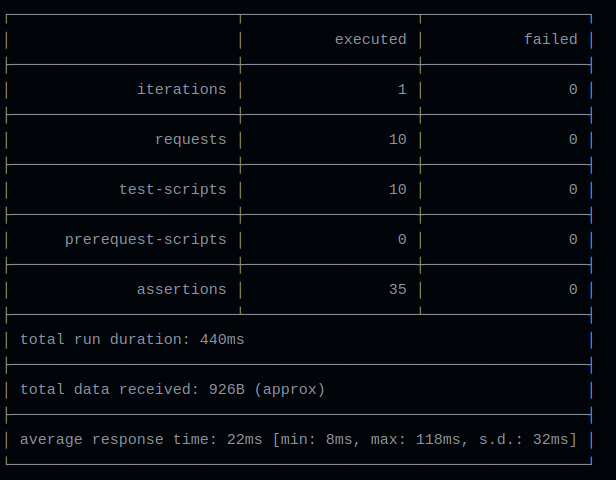 executed failed
iterations 1 0
requests 10 0
test-scripts 10 0
prerequest-scripts 0 0
assertions 35 0
total run duration: 440ms
total data received: 926B (approx)
average response time: 22ms [min: 8ms, max: 118ms, s.d.: 32ms]